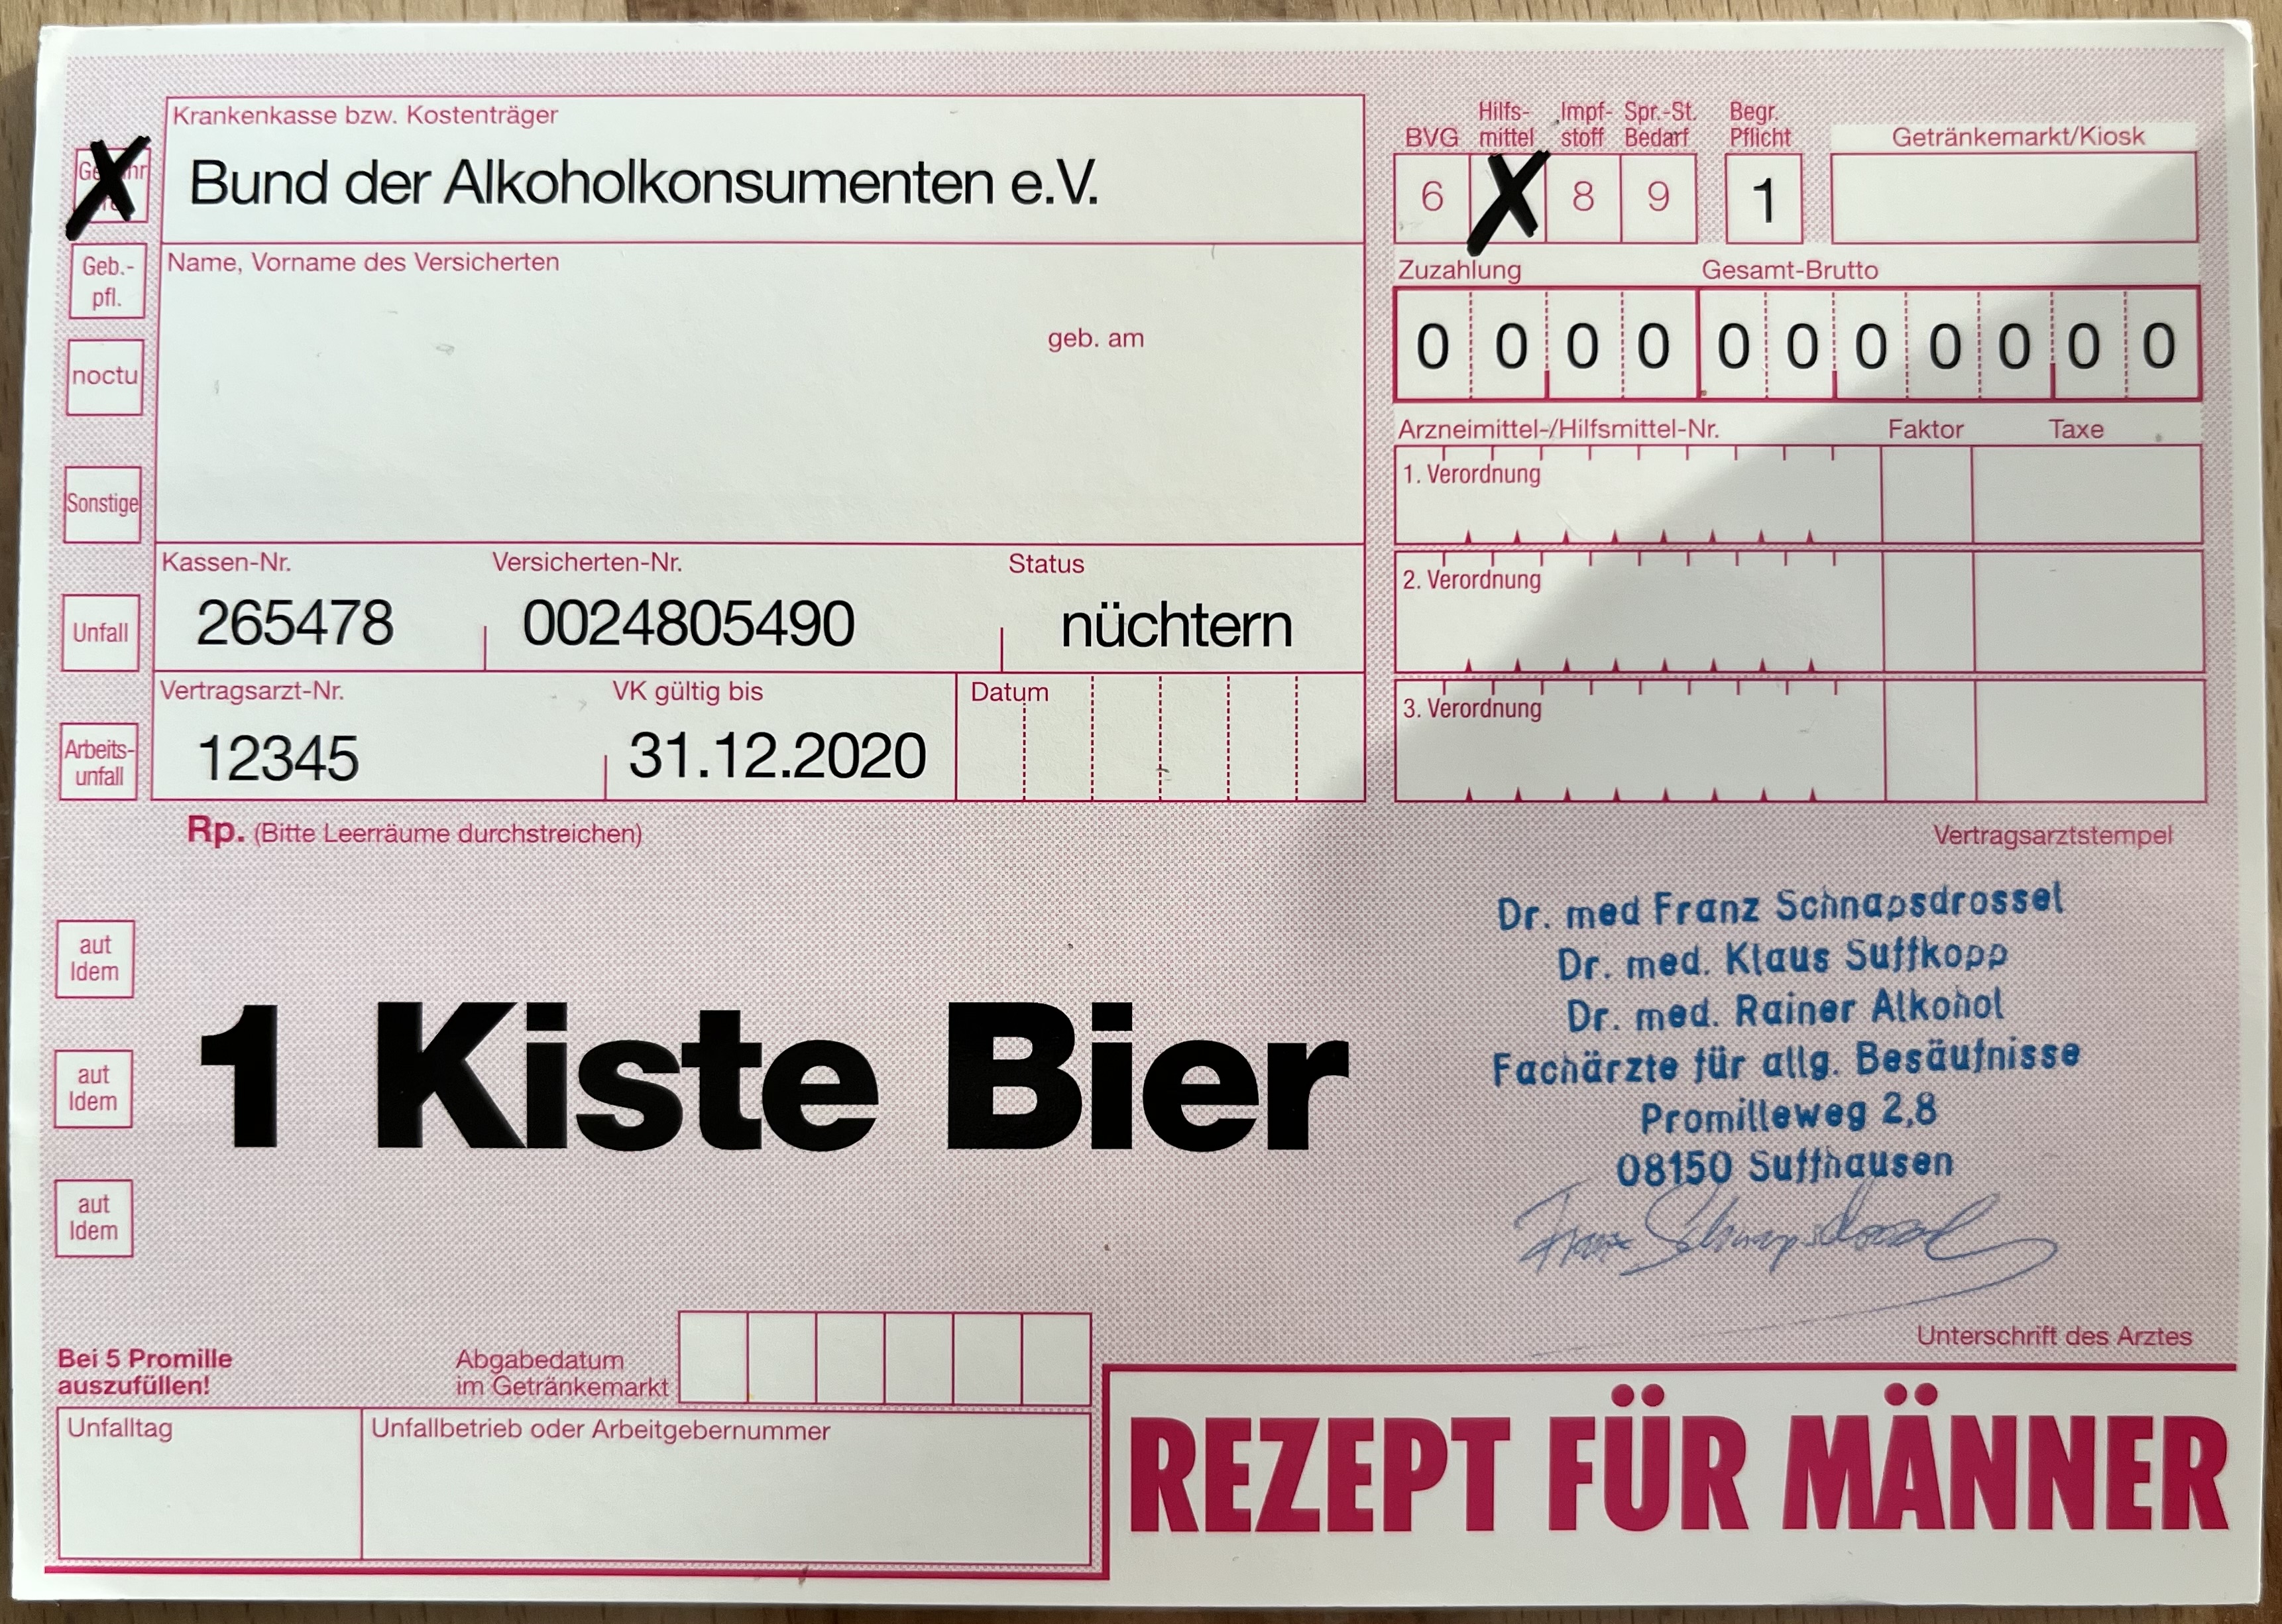 Krankenkasse bzw. Kostenträger
Bund der Alkoholkonsumenten e.V.
Geb.-
pfl.
noctu
Sonstige
Unfall
Arbeits-
unfall
Name, Vorname des Versicherten
geb. am
Kassen-Nr. Versicherten-Nr. Status
265478 0024805490 nüchtern
Vertragsarzt-Nr. VK gültig bis Datum
12345 31.12.2020
BVG Hilfs-mittel Impf-stoff Spr.-St. Bedarf Begr. Pflicht Getränkemarkt/Kiosk
6 X 8 9 1
Zuzahlung Gesamt-Brutto
0 0 0 0 0 0 0 0 0 0 0
Arzneimittel-/Hilfsmittel-Nr. Faktor Taxe
1. Verordnung
2. Verordnung
3. Verordnung
Rp. (Bitte Leerräume durchstreichen)
Vertragsarztstempel
aut
Idem
aut
Idem
aut
Idem
1 Kiste Bier
Dr. med Franz Schnapsdrossel
Dr. med. Klaus Suffkopp
Dr. med. Rainer Alkohol
Fachärzte für allg. Besäufnisse
Promilleweg 2,8
08150 Suffhausen
Franz Schnapsdrossel
Unterschrift des Arztes
Bei 5 Promille
auszufüllen!
Abgabedatum
im Getränkemarkt
Unfalltag Unfallbetrieb oder Arbeitgebernummer
REZEPT FÜR MÄNNER